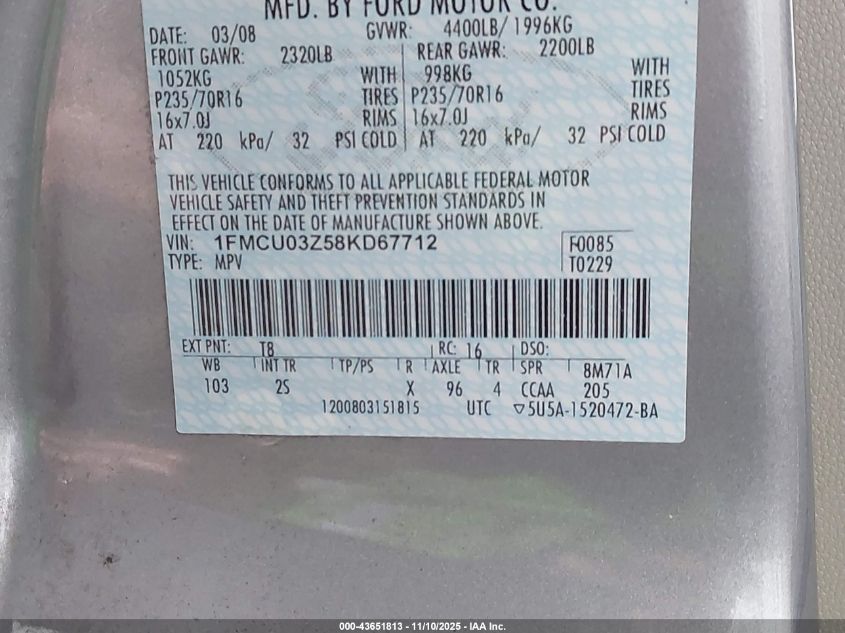 MFD. BY FORD MOTOR CO.
DATE: 03/08 GVWR: 4400LB/ 1996KG
FRONT GAWR: 2320LB REAR GAWR: 2200LB
1052KG WITH 998KG WITH
P235/70R16 TIRES P235/70R16 TIRES
16x7.0J RIMS 16x7.0J RIMS
AT 220 kPa/ 32 PSI COLD AT 220 kPa/ 32 PSI COLD
THIS VEHICLE CONFORMS TO ALL APPLICABLE FEDERAL MOTOR
VEHICLE SAFETY AND THEFT PREVENTION STANDARDS IN
EFFECT ON THE DATE OF MANUFACTURE SHOWN ABOVE.
VIN: 1FMCU03Z58KD67712 F0085
TYPE: MPV T0229
EXT PNT: T8 RC: 16 DSO:
WB INT TR TP/PS R AXLE TR SPR 8M71A
103 2S X 96 4 CCAA 205
1200803151815 UTC ▽5U5A-1520472-BA
000-43651813 - 11/10/2025 - IAA Inc.